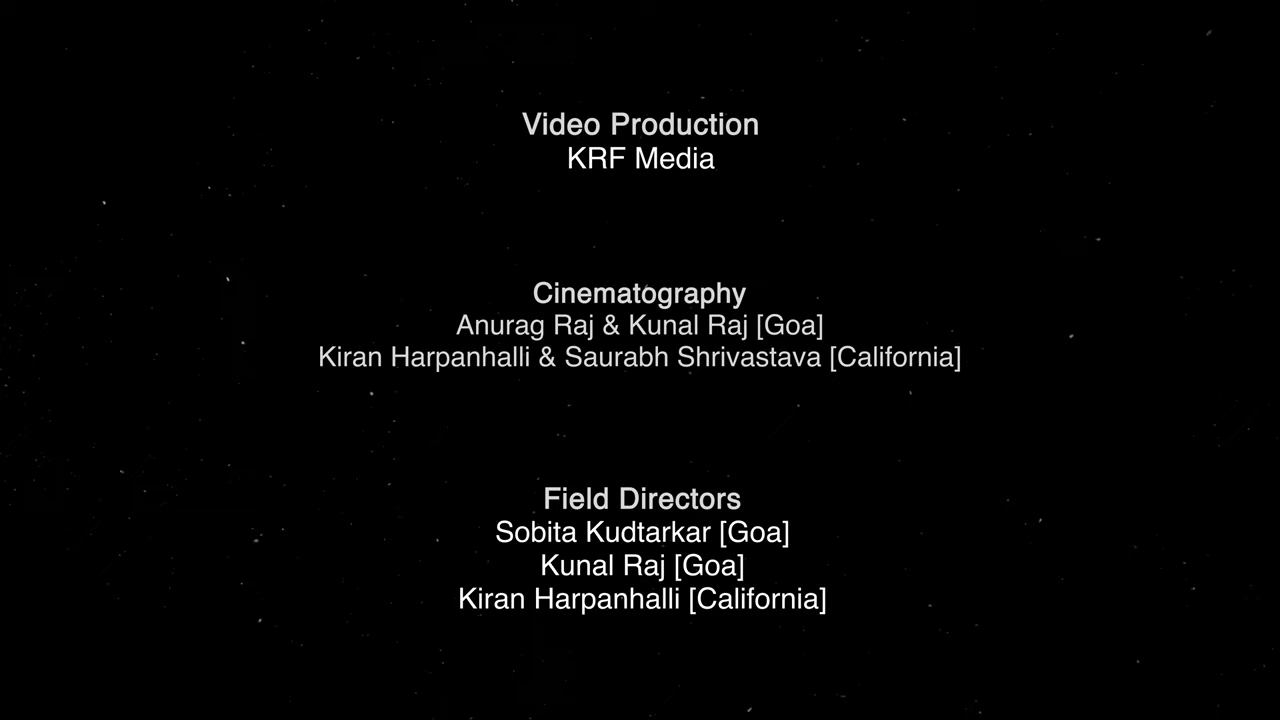 Video Production
KRF Media
Cinematography
Anurag Raj & Kunal Raj [Goa]
Kiran Harpanhalli & Saurabh Shrivastava [California]
Field Directors
Sobita Kudtarkar [Goa]
Kunal Raj [Goa]
Kiran Harpanhalli [California]